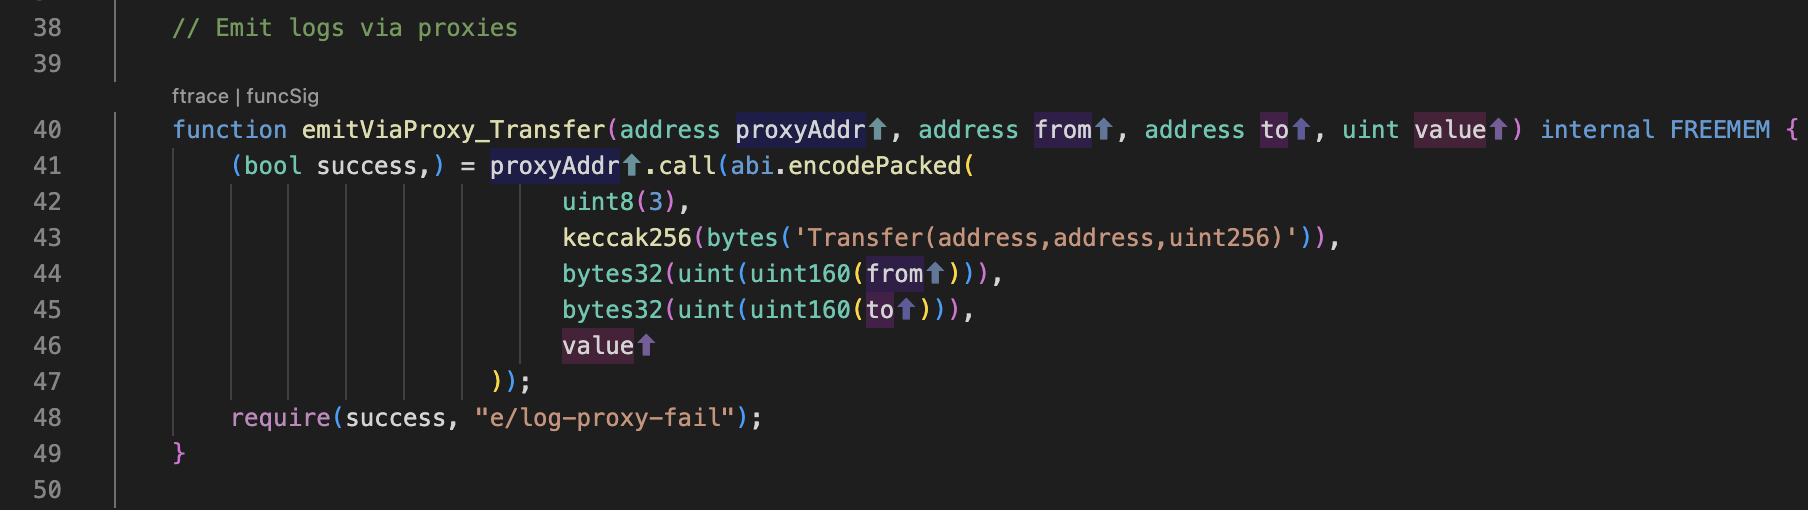 38 // Emit logs via proxies
39
ftrace | funcSig
40 function emitViaProxy_Transfer(address proxyAddr⬆, address from⬆, address to⬆, uint value⬆) internal FREEMEM {
41 (bool success,) = proxyAddr⬆.call(abi.encodePacked(
42 uint8(3),
43 keccak256(bytes('Transfer(address,address,uint256)')),
44 bytes32(uint(uint160(from⬆))),
45 bytes32(uint(uint160(to⬆))),
46 value⬆
47 ));
48 require(success, "e/log-proxy-fail");
49 }
50